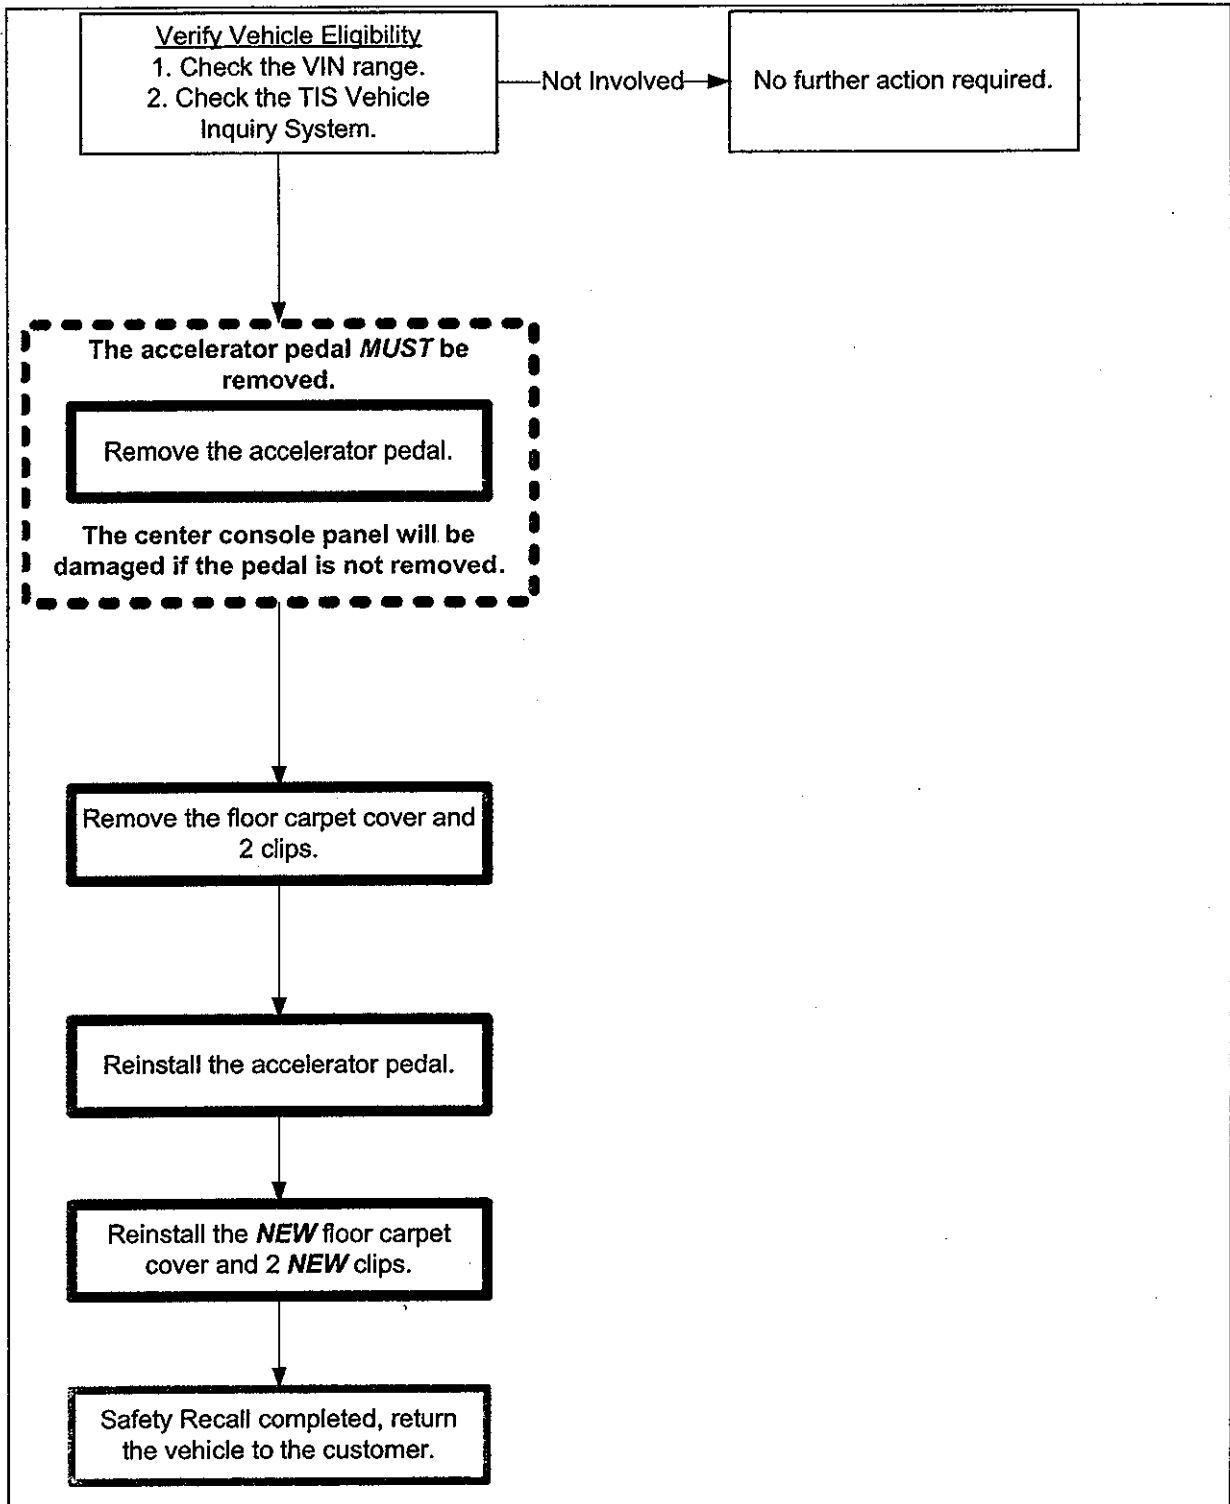 Verify Vehicle Eligibility
1. Check the VIN range.
2. Check the TIS Vehicle
Inquiry System.
Not Involved
No further action required.
The accelerator pedal MUST be
removed.
Remove the accelerator pedal.
The center console panel will be
damaged if the pedal is not removed.
Remove the floor carpet cover and
2 clips.
Reinstall the accelerator pedal.
Reinstall the NEW floor carpet
cover and 2 NEW clips.
Safety Recall completed, return
the vehicle to the customer.